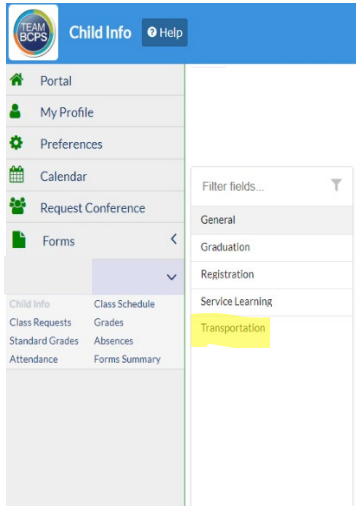 TEAM
BCPS
Child Info
Help
Portal
My Profile
Preferences
Calendar
Request Conference
Forms
Child Info
Class Schedule
Class Requests
Grades
Standard Grades
Absences
Attendance
Forms Summary
Filter fields...
General
Graduation
Registration
Service Learning
Transportation